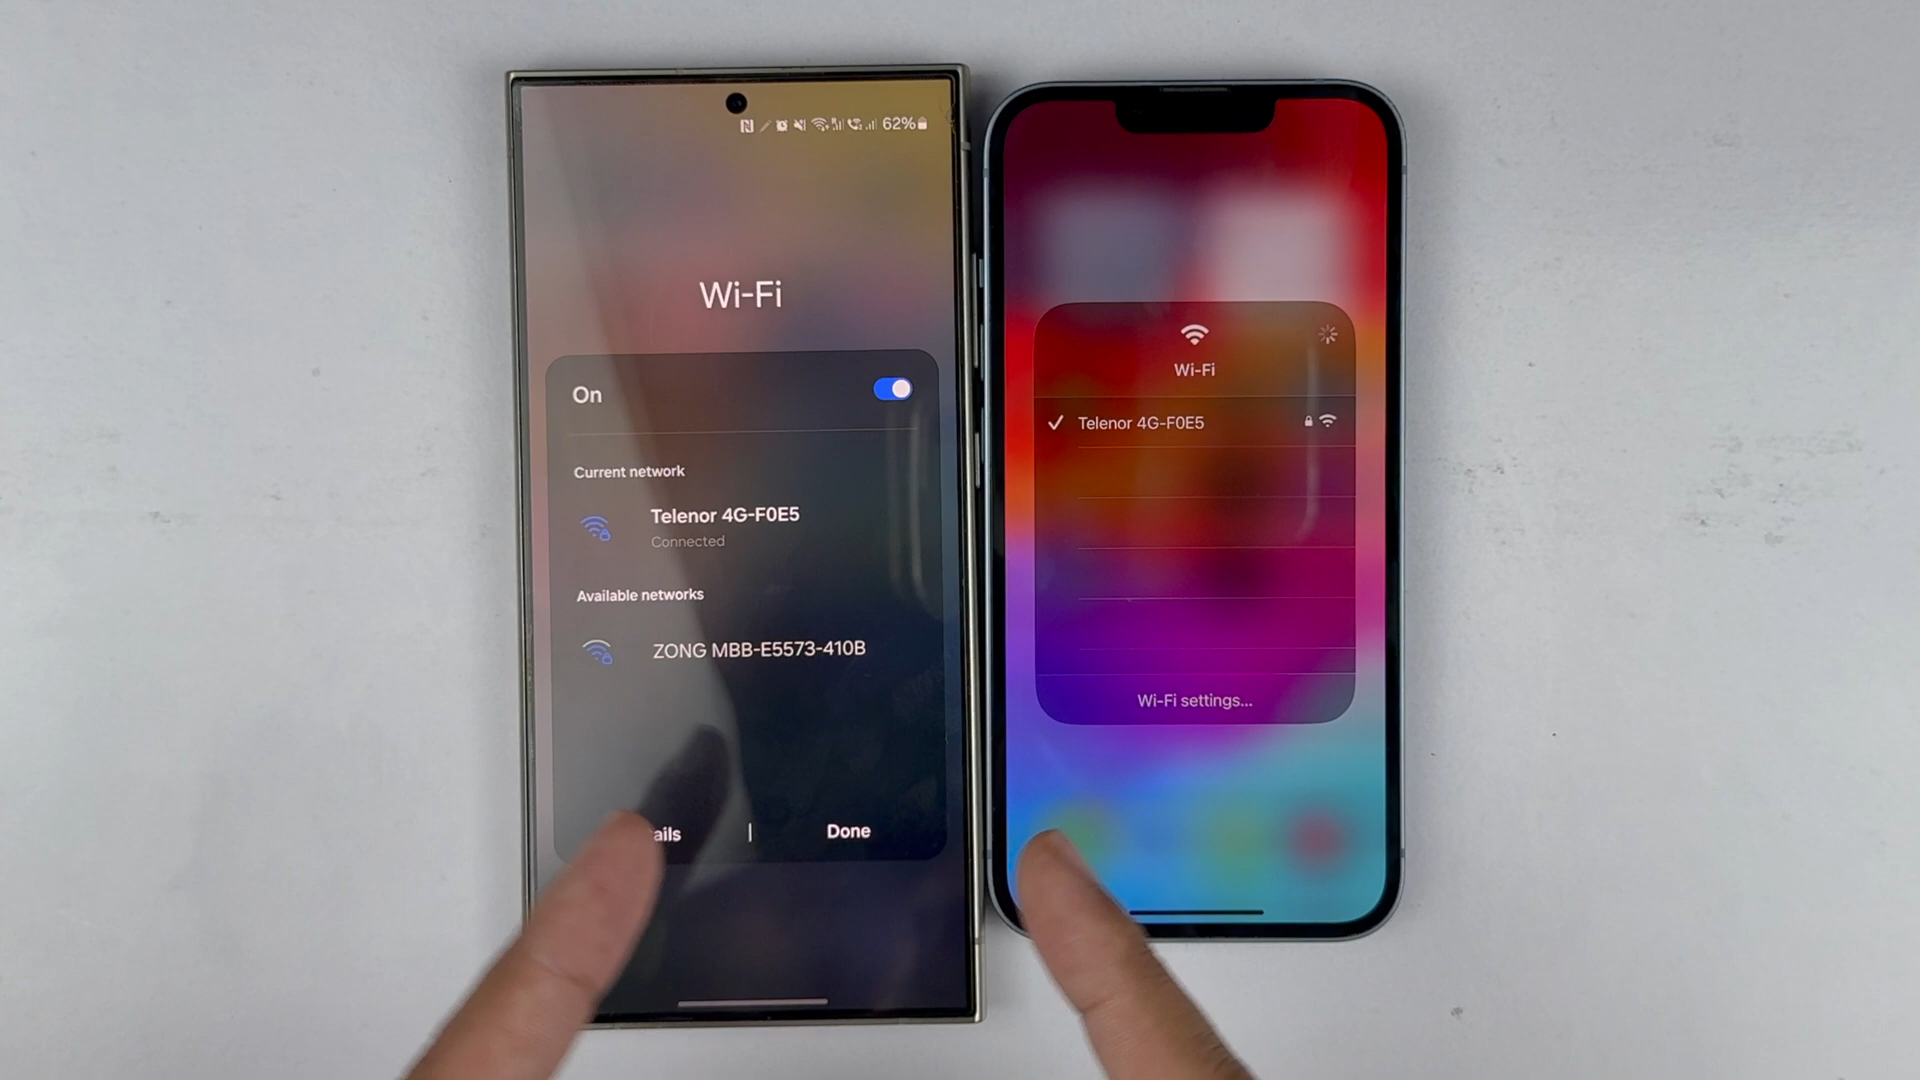 62%
Wi-Fi
On
Current network
Telenor 4G-F0E5
Connected
Available networks
ZONG MBB-E5573-410B
ails | Done
Wi-Fi
Telenor 4G-F0E5
Wi-Fi settings...